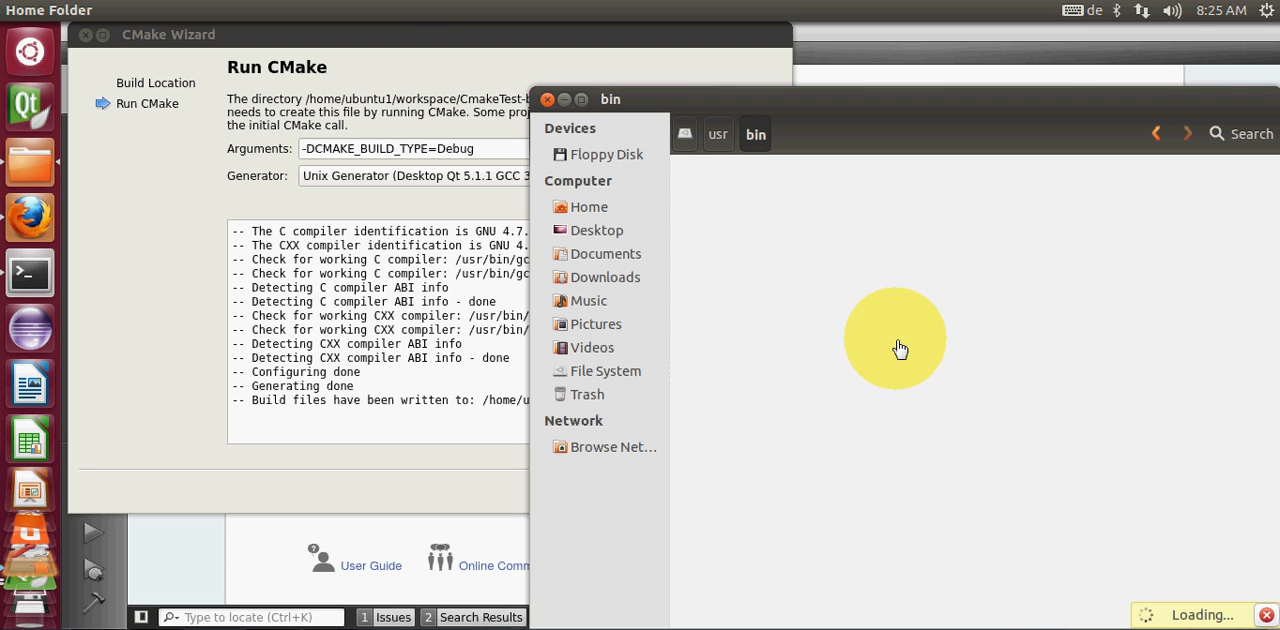 Home Folder
de
8:25 AM
CMake Wizard
Build Location
Run CMake
Run CMake
The directory /home/ubuntu1/workspace/CmakeTest-b
needs to create this file by running CMake. Some proj
the initial CMake call.
Arguments: -DCMAKE_BUILD_TYPE=Debug
Generator: Unix Generator (Desktop Qt 5.1.1 GCC 3
-- The C compiler identification is GNU 4.7.
-- The CXX compiler identification is GNU 4.
-- Check for working C compiler: /usr/bin/gc
-- Check for working C compiler: /usr/bin/gc
-- Detecting C compiler ABI info
-- Detecting C compiler ABI info - done
-- Check for working CXX compiler: /usr/bin/
-- Check for working CXX compiler: /usr/bin/
-- Detecting CXX compiler ABI info
-- Detecting CXX compiler ABI info - done
-- Configuring done
-- Generating done
-- Build files have been written to: /home/u
bin
Devices
Floppy Disk
Computer
Home
Desktop
Documents
Downloads
Music
Pictures
Videos
File System
Trash
Network
Browse Net...
usr
bin
Search
Loading...
User Guide
Online Comm
Type to locate (Ctrl+K)
1 Issues
2 Search Results
Qt